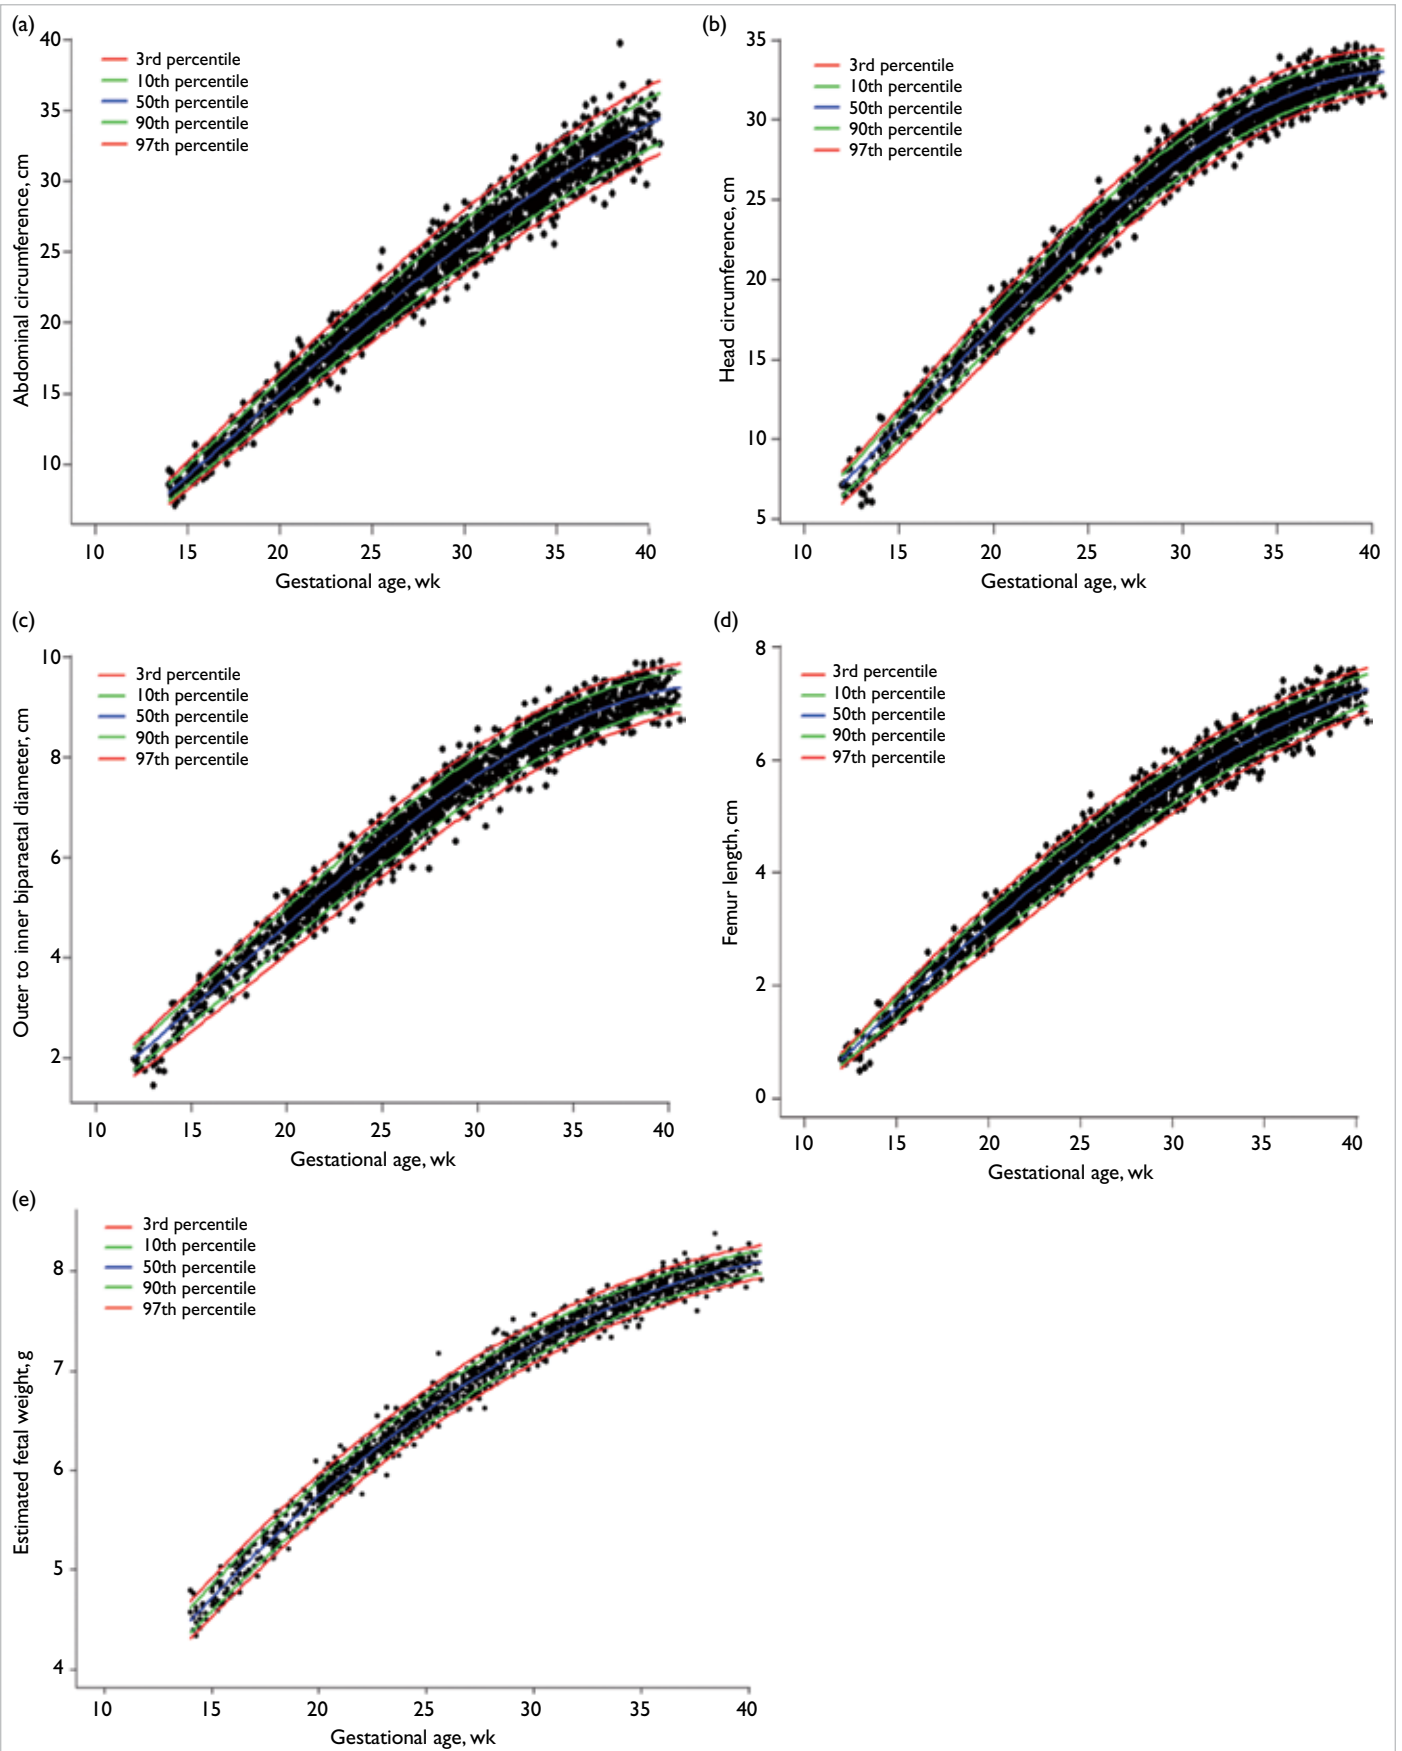 (a)
40
35
30
25
20
15
10
3rd percentile
10th percentile
50th percentile
90th percentile
97th percentile
Abdominal circumference, cm
10 15 20 25 30 35 40
Gestational age, wk
(b)
35
30
25
20
15
10
5
3rd percentile
10th percentile
50th percentile
90th percentile
97th percentile
Head circumference, cm
10 15 20 25 30 35 40
Gestational age, wk
(c)
10
8
6
4
2
3rd percentile
10th percentile
50th percentile
90th percentile
97th percentile
Outer to inner biparaetal diameter, cm
10 15 20 25 30 35 40
Gestational age, wk
(d)
8
6
4
2
0
3rd percentile
10th percentile
50th percentile
90th percentile
97th percentile
Femur length, cm
10 15 20 25 30 35 40
Gestational age, wk
(e)
8
7
6
5
4
3rd percentile
10th percentile
50th percentile
90th percentile
97th percentile
Estimated fetal weight, g
10 15 20 25 30 35 40
Gestational age, wk